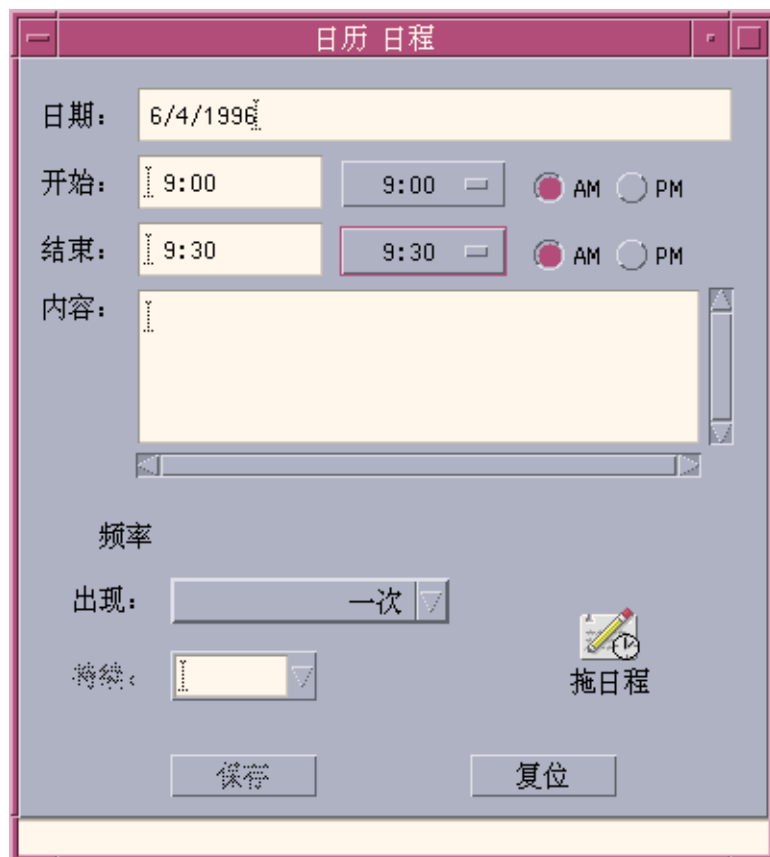 日历 日程
日期： 6/4/1996
开始： 9:00 9:00 AM PM
结束： 9:30 9:30 AM PM
内容：
频率
出现： 一次
持续：
拖日程
保存 复位